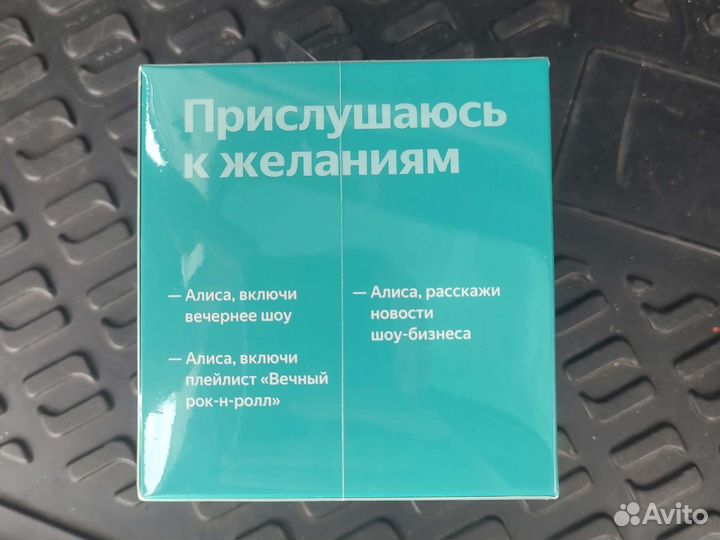 Прислушаюсь
к желаниям
— Алиса, включи
вечернее шоу
— Алиса, включи
плейлист «Вечный
рок-н-ролл»
— Алиса, расскажи
новости
шоу-бизнеса
Avito